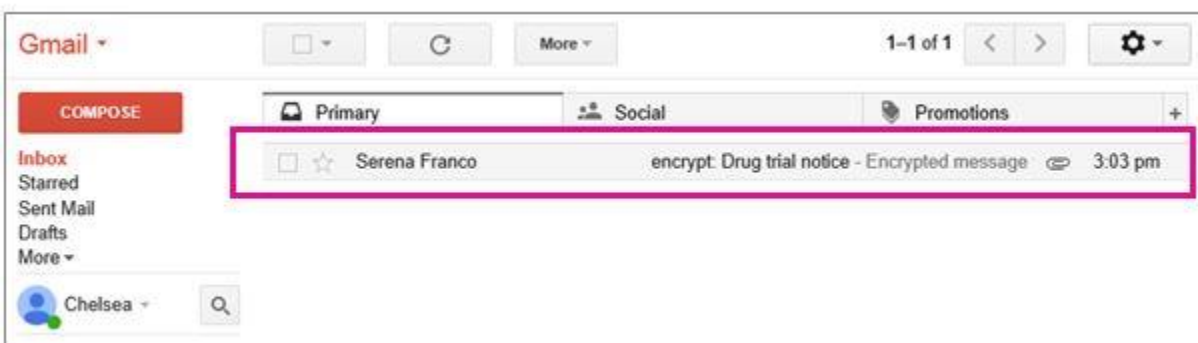 Gmail
More
1–1 of 1
COMPOSE
Primary
Social
Promotions
+
Inbox
Serena Franco encrypt: Drug trial notice - Encrypted message 3:03 pm
Starred
Sent Mail
Drafts
More
Chelsea